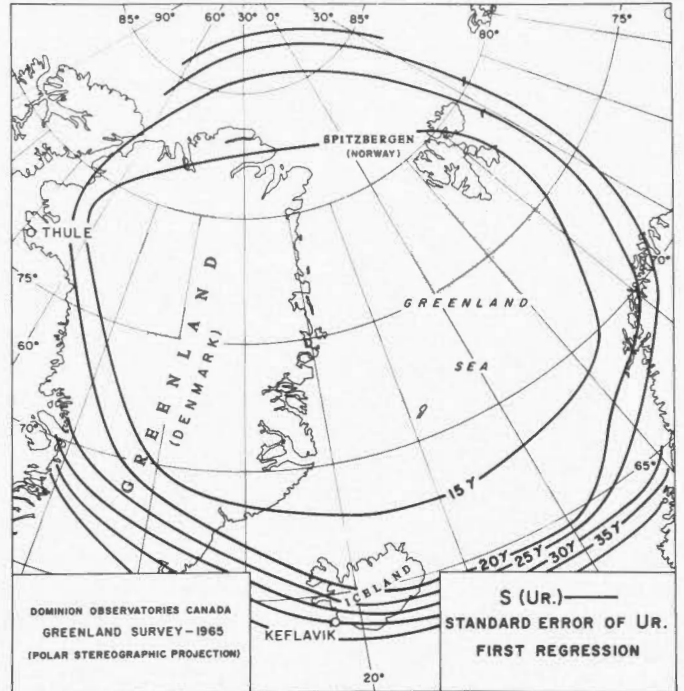 85° 90° 60° 30° 0° 30° 75°
80°
SPITZBERGEN
(NORWAY)
THULE
75°
70°
60°
GREENLAND
(DENMARK)
GREENLAND
SEA
70°
65°
15γ
20γ
25γ
30γ
35γ
ICELAND
KEFLAVIK
20°
DOMINION OBSERVATORIES CANADA
GREENLAND SURVEY—1965
(POLAR STEREOGRAPHIC PROJECTION)
S (UR.)—
STANDARD ERROR OF UR.
FIRST REGRESSION